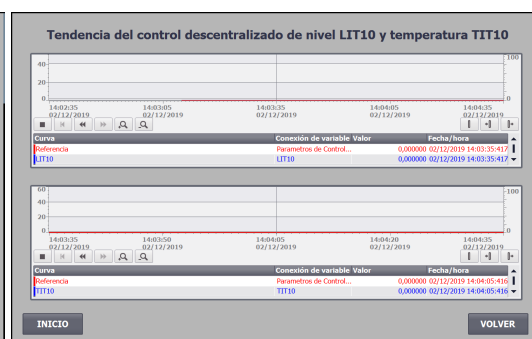 Tendencia del control descentralizado de nivel LIT10 y temperatura TIT10
40 100
20
0 0
14:02:35 14:03:05 14:03:35 14:04:05 14:04:35
02/12/2019 02/12/2019 02/12/2019 02/12/2019 02/12/2019
Curva Conexión de variable Valor Fecha/hora
Referencia Parametros de Control... 0,000000 02/12/2019 14:03:35:417
LIT10 LIT10 0,000000 02/12/2019 14:03:35:417
60
40 100
20
0 0
14:03:35 14:03:50 14:04:05 14:04:20 14:04:35
02/12/2019 02/12/2019 02/12/2019 02/12/2019 02/12/2019
Curva Conexión de variable Valor Fecha/hora
Referencia Parametros de Control... 0,000000 02/12/2019 14:04:05:416
TIT10 TIT10 0,000000 02/12/2019 14:04:05:416
INICIO VOLVER